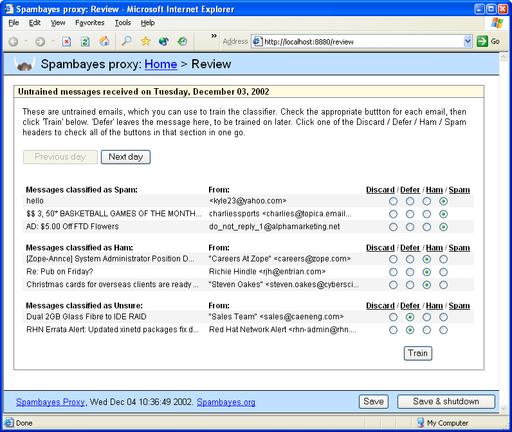 Spambayes proxy: Review - Microsoft Internet Explorer
File Edit View Favorites Tools Help
Back Search Favorites Media Address http://localhost:8880/review Go
Spambayes proxy: Home > Review
Untrained messages received on Tuesday, December 03, 2002
These are untrained emails, which you can use to train the classifier. Check the appropriate buttton for each email, then
click 'Train' below. 'Defer' leaves the message here, to be trained on later. Click one of the Discard / Defer / Ham / Spam
headers to check all of the buttons in that section in one go.
Previous day Next day
Messages classified as Spam: From: Discard / Defer / Ham / Spam
hello <kyle23@yahoo.com>
$$ 3, 50* BASKETBALL GAMES OF THE MONTH... charliessports <charlies@topica.email...
AD: $5.00 Off FTD Flowers do_not_reply_1@alphamarketing.net
Messages classified as Ham: From: Discard / Defer / Ham / Spam
[Zope-Annce] System Administrator Position D... "Careers At Zope" <careers@zope.com>
Re: Pub on Friday? Richie Hindle <rjh@entrian.com>
Christmas cards for overseas clients are ready ... "Steven Oakes" <steven.oakes@cybersci...
Messages classified as Unsure: From: Discard / Defer / Ham / Spam
Dual 2GB Glass Fibre to IDE RAID "Sales Team" <sales@caeneng.com>
RHN Errata Alert: Updated xinetd packages fix d... Red Hat Network Alert <rhn-admin@rhn....
Train
Spambayes Proxy, Wed Dec 04 10:36:49 2002. Spambayes.org Save Save & shutdown
Done My Computer